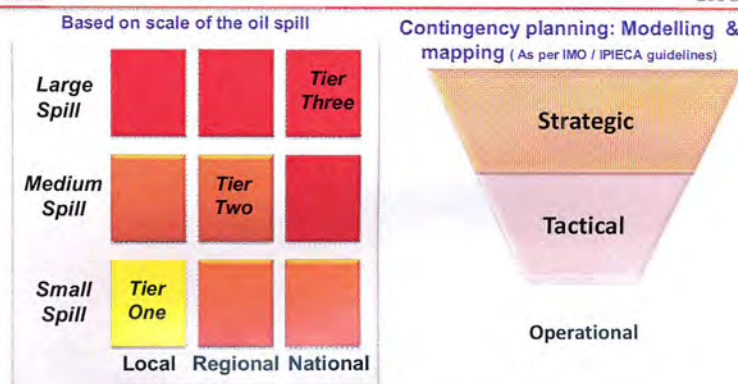 Based on scale of the oil spill
Large
Spill
Tier
Three
Medium
Spill
Tier
Two
Small
Spill
Tier
One
Local Regional National
Contingency planning: Modelling &
mapping ( As per IMO / IPIECA guidelines)
Strategic
Tactical
Operational